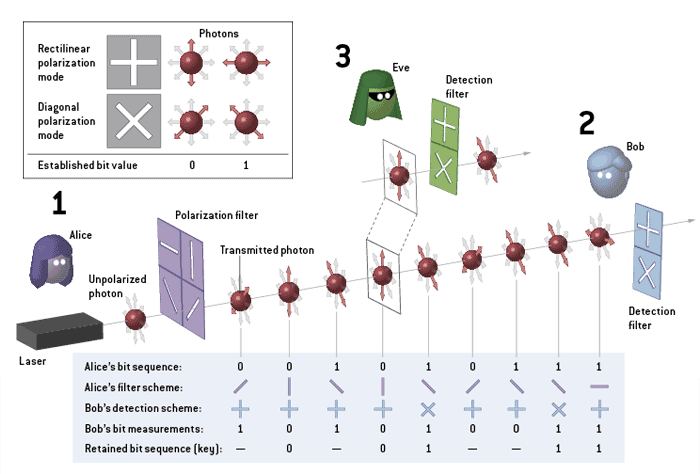 Photons
Rectilinear
polarization
mode
Diagonal
polarization
mode
Established bit value 0 1
3
Eve
Detection
filter
2
Bob
1
Alice
Polarization filter
Transmitted photon
Unpolarized
photon
Laser
Detection
filter
Alice's bit sequence: 0 0 1 0 1 0 1 1 1
Alice's filter scheme:
Bob's detection scheme:
Bob's bit measurements: 1 0 1 0 1 0 0 1 1
Retained bit sequence (key): — 0 — 0 1 — — 1 1